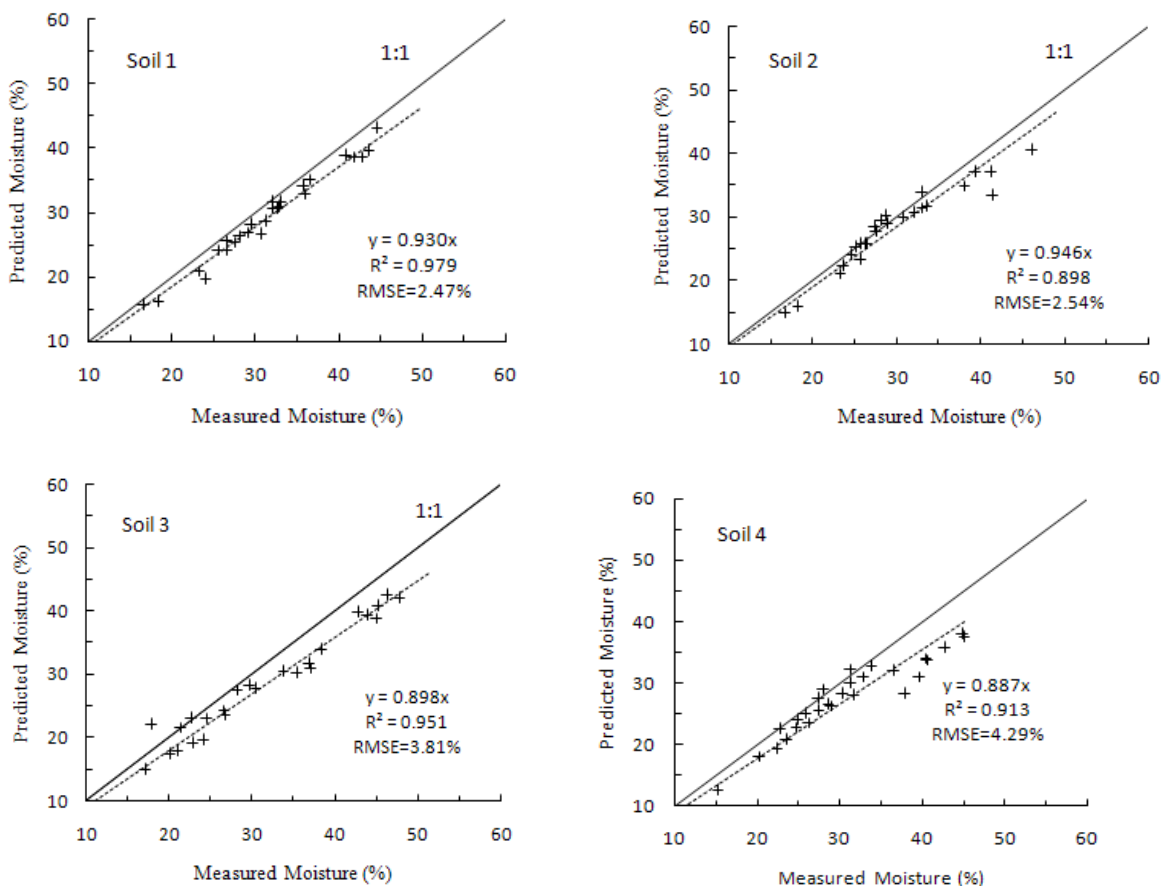 60
50
40
30
20
10
Predicted Moisture (%)
Soil 1
1:1
y = 0.930x
R² = 0.979
RMSE=2.47%
10 20 30 40 50 60
Measured Moisture (%)
60
50
40
30
20
10
Predicted Moisture (%)
Soil 2
1:1
y = 0.946x
R² = 0.898
RMSE=2.54%
10 20 30 40 50 60
Measured Moisture (%)
60
50
40
30
20
10
Predicted Moisture (%)
Soil 3
1:1
y = 0.898x
R² = 0.951
RMSE=3.81%
10 20 30 40 50 60
Measured Moisture (%)
60
50
40
30
20
10
Predicted Moisture (%)
Soil 4
y = 0.887x
R² = 0.913
RMSE=4.29%
10 20 30 40 50 60
Measured Moisture (%)